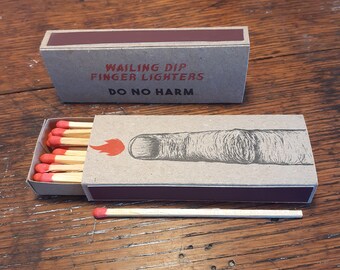 WAILING DIP
FINGER LIGHTERS
DO NO HARM